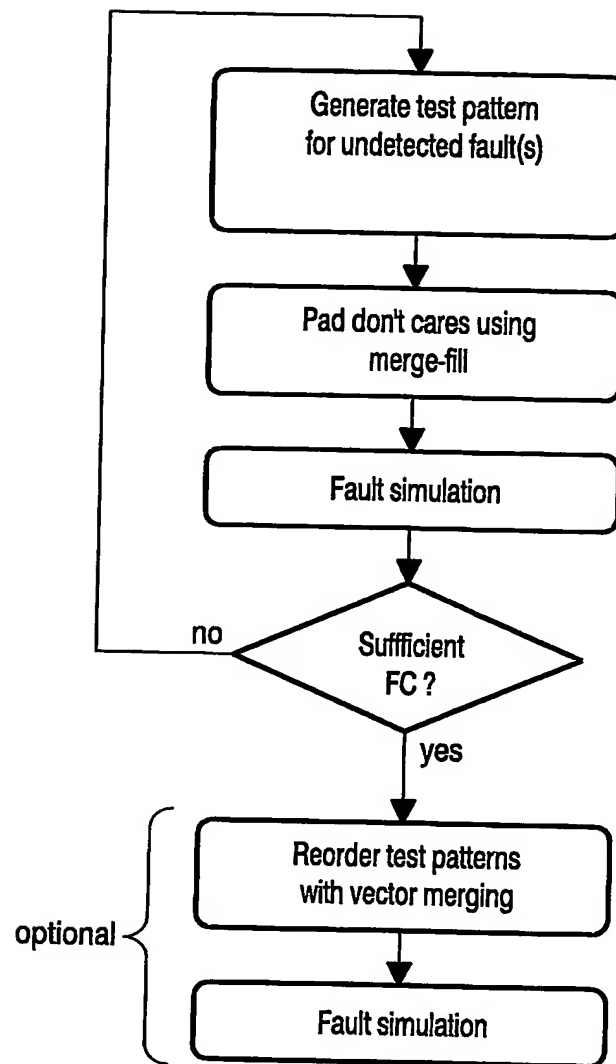 Generate test pattern
for undetected fault(s)
Pad don't cares using
merge-fill
Fault simulation
Suffficient
FC ?
no
yes
Reorder test patterns
with vector merging
optional
Fault simulation